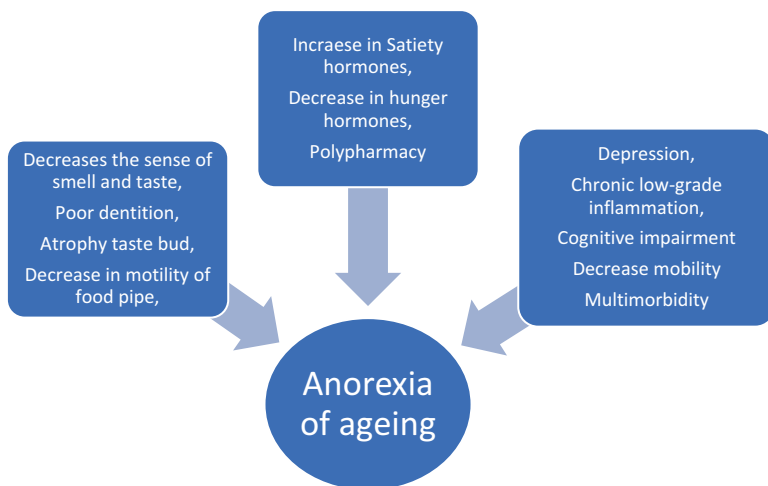 Incraese in Satiety
hormones,
Decrease in hunger
hormones,
Polypharmacy
Decreases the sense of
smell and taste,
Poor dentition,
Atrophy taste bud,
Decrease in motility of
food pipe,
Depression,
Chronic low-grade
inflammation,
Cognitive impairment
Decrease mobility
Multimorbidity
Anorexia
of ageing